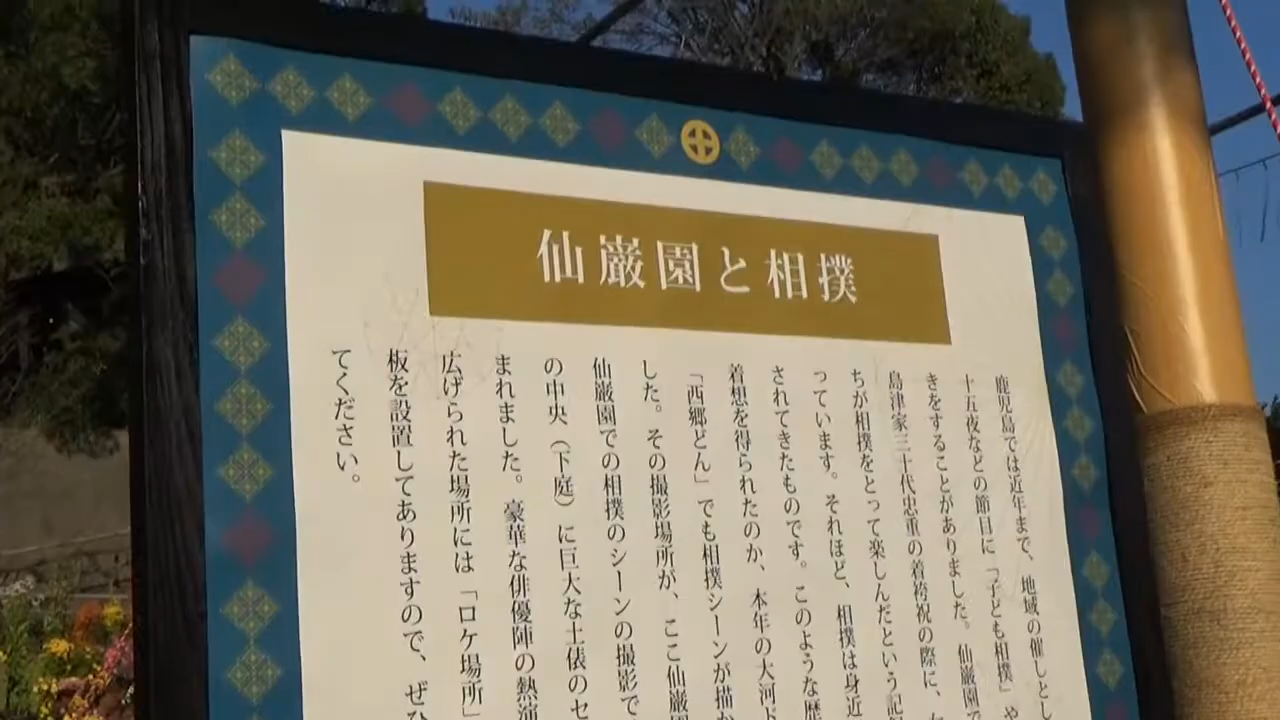 仙巌園と相撲
鹿児島では近年まで、地域の催しとし
十五夜などの節目に「子ども相撲」や
きをすることがありました。仙巌園で
島津家三十代忠重の着袴祝の際に、
ちが相撲をとって楽しんだという記
っています。それほど、相撲は身近
されてきたものです。このような歴
着想を得られたのか、本年の大河ド
「西郷どん」でも相撲シーンが描か
した。その撮影場所が、ここ仙巌園
仙巌園での相撲のシーンの撮影で
の中央（下庭）に巨大な土俵のセ
まれました。豪華な俳優陣の熱演
広げられた場所には「ロケ場所」
板を設置してありますので、ぜひ
てください。